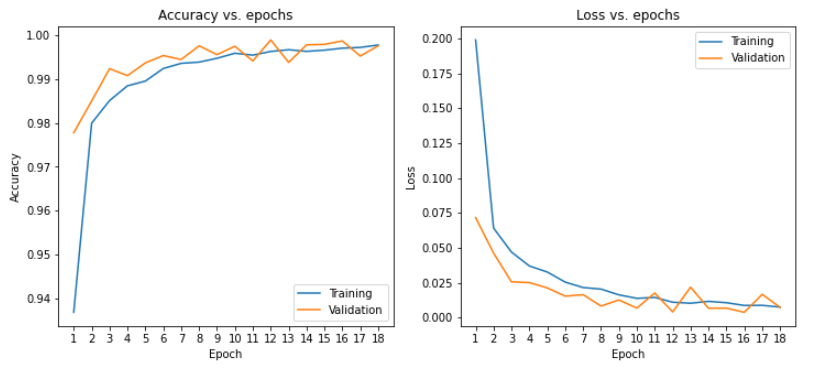 Accuracy vs. epochs
1.00
0.99
0.98
0.97
0.96
0.95
0.94
Accuracy
Training
Validation
1 2 3 4 5 6 7 8 9 10 11 12 13 14 15 16 17 18
Epoch
Loss vs. epochs
0.200
0.175
0.150
0.125
0.100
0.075
0.050
0.025
0.000
Loss
Training
Validation
1 2 3 4 5 6 7 8 9 10 11 12 13 14 15 16 17 18
Epoch